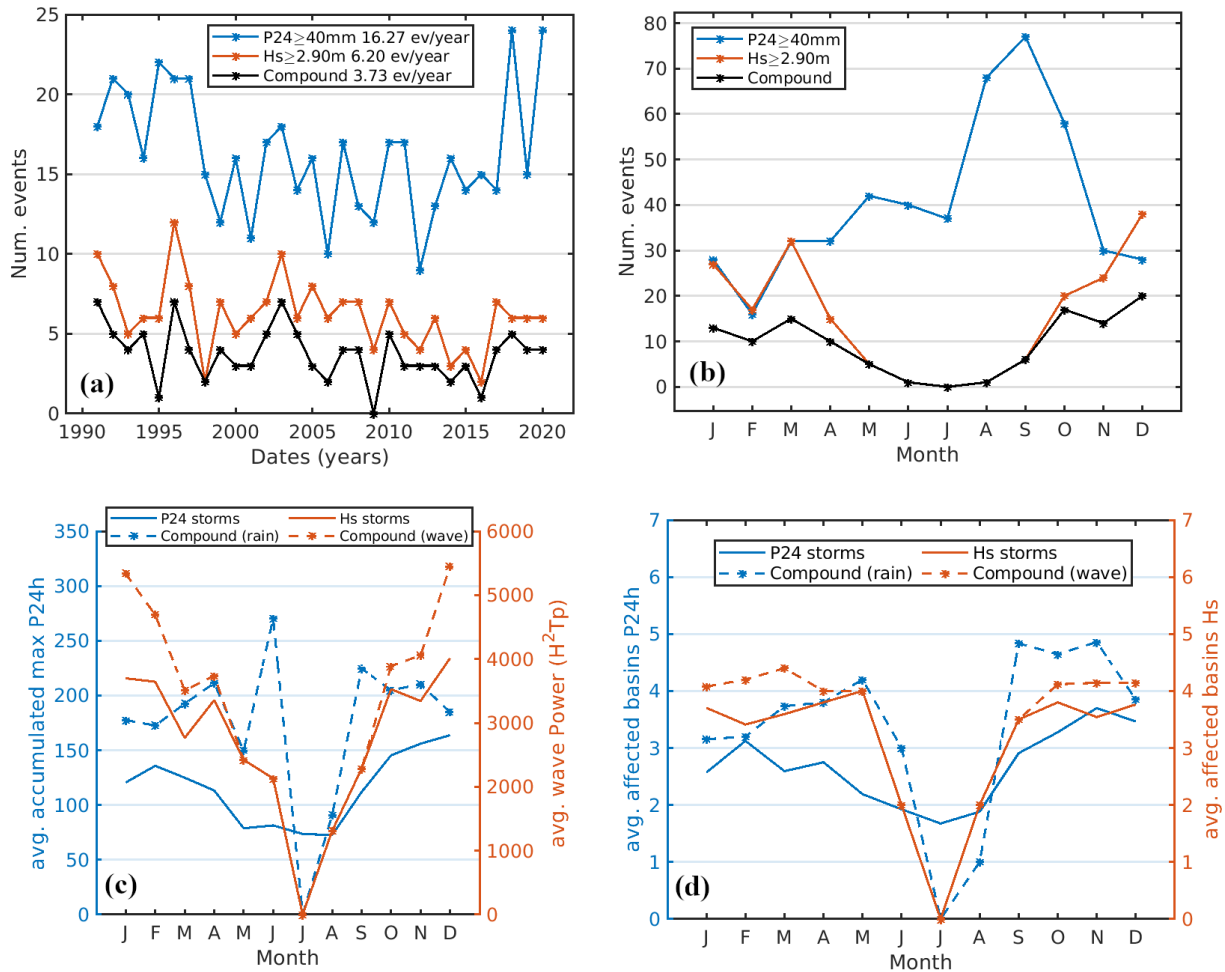 P24≥40mm 16.27 ev/year
Hs≥2.90m 6.20 ev/year
Compound 3.73 ev/year
Num. events
25
20
15
10
5
0
(a)
1990 1995 2000 2005 2010 2015 2020
Dates (years)
P24≥40mm
Hs≥2.90m
Compound
Num. events
80
70
60
50
40
30
20
10
0
(b)
J F M A M J J A S O N D
Month
P24 storms Hs storms
Compound (rain) Compound (wave)
avg. accumulated max P24h
350
300
250
200
150
100
50
0
6000
5000
4000
3000
2000
1000
0
avg. wave Power (H²Tp)
(c)
J F M A M J J A S O N D
Month
P24 storms Hs storms
Compound (rain) Compound (wave)
avg. affected basins P24h
7
6
5
4
3
2
1
0
7
6
5
4
3
2
1
0
avg. affected basins Hs
(d)
J F M A M J J A S O N D
Month